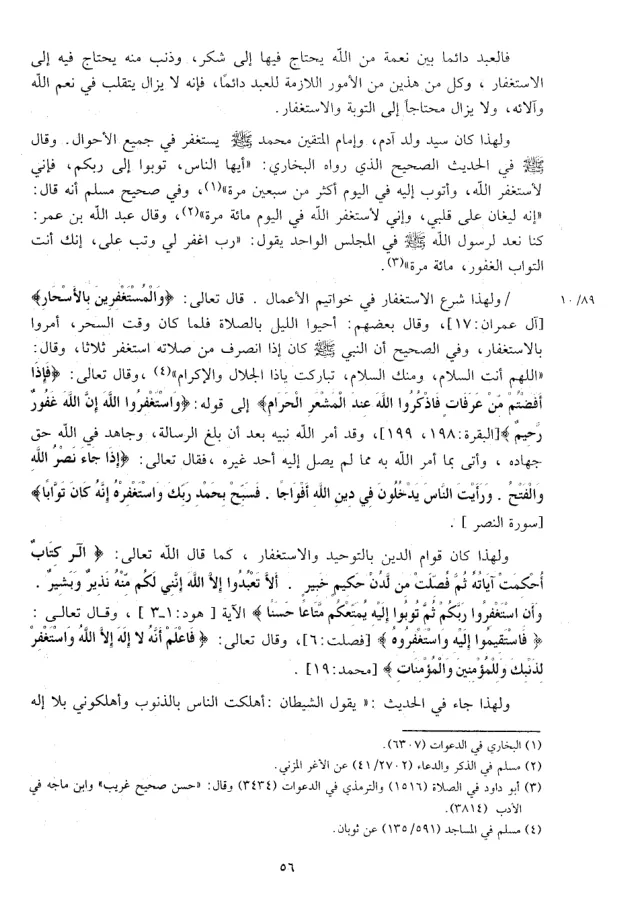 فالعبد دائما بين نعمة من الله يحتاج فيها إلى شكر، وذنب منه يحتاج فيه إلى
الاستغفار ، وكل من هذين من الأمور اللازمة للعبد دائمًا، فإنه لا يزال يتقلب في نعم الله
وآلائه، ولا يزال محتاجاً إلى التوبة والاستغفار.
ولهذا كان سيد ولد آدم، وإمام المتقين محمد ﷺ يستغفر في جميع الأحوال. وقال
ﷺ في الحديث الصحيح الذي رواه البخاري: «أيها الناس، توبوا إلى ربكم، فإني
لأستغفر الله، وأتوب إليه في اليوم أكثر من سبعين مرة»(١)، وفي صحيح مسلم أنه قال:
«إنه ليغان على قلبي، وإني لأستغفر الله في اليوم مائة مرة»(٢)، وقال عبد الله بن عمر:
كنا نعد لرسول الله ﷺ في المجلس الواحد يقول: «رب اغفر لي وتب على، إنك أنت
التواب الغفور، مائة مرة»(٣).
١٠/٨٩ / ولهذا شرع الاستغفار في خواتيم الأعمال . قال تعالى: ﴿وَالْمُسْتَغْفِرِينَ بِالأَسْحَارِ﴾
[آل عمران:١٧]، وقال بعضهم: أحيوا الليل بالصلاة فلما كان وقت السحر، أمروا
بالاستغفار، وفي الصحيح أن النبي ﷺ كان إذا انصرف من صلاته استغفر ثلاثا، وقال:
«اللهم أنت السلام، ومنك السلام، تباركت ياذا الجلال والإكرام»(٤) ،وقال تعالى: ﴿فَإِذَا
أَفَضْتُم مِّنْ عَرَفَات فَاذْكُرُوا اللَّهَ عِندَ الْمَشْعَرِ الْحَرَامِ﴾ إلى قوله: ﴿وَاسْتَغْفِرُوا اللَّهَ إِنَّ اللَّهَ غَفُورٌ
رَّحِيمٌ﴾[البقرة:١٩٨، ١٩٩]، وقد أمر الله نبيه بعد أن بلغ الرسالة، وجاهد في الله حق
جهاده ، وأتى بما أمر الله به مما لم يصل إليه أحد غيره ،فقال تعالى: ﴿إِذَا جَاءَ نَصْرُ اللَّهِ
وَالْفَتْحُ . وَرَأَيْتَ النَّاسَ يَدْخُلُونَ فِي دِينِ اللَّهِ أَفْوَاجًا . فَسَبِّحْ بِحَمْدِ رَبِّكَ وَاسْتَغْفِرْهُ إِنَّهُ كَانَ تَوَّابًا﴾
[سورة النصر ] .
ولهذا كان قوام الدين بالتوحيد والاستغفار ، كما قال الله تعالى: ﴿ الَر كِتَابٌ
أُحْكِمَتْ آيَاتُهُ ثُمَّ فُصِّلَتْ مِن لَّدُنْ حَكِيمٍ خَبِير . أَلاَّ تَعْبُدُوا إِلاَّ اللَّهَ إِنَّنِي لَكُم مِّنْهُ نَذِيرٌ وَبَشِيرٌ .
وَأَنِ اسْتَغْفِرُوا رَبَّكُمْ ثُمَّ تُوبُوا إِلَيْهِ يُمَتِّعْكُم مَّتَاعًا حَسَنًا ﴾ الآية [ هود:١-٣ ] ، وقـال تعالـى :
﴿ فَاسْتَقِيمُوا إِلَيْهِ وَاسْتَغْفِرُوهُ ﴾ [فصلت:٦]، وقال تعالى: ﴿ فَاعْلَمْ أَنَّهُ لا إِلَهَ إِلاَّ اللَّهُ وَاسْتَغْفِرْ
لِذَنْبِكَ وَلِلْمُؤْمِنِينَ وَالْمُؤْمِنَاتِ ﴾ [محمد:١٩] .
ولهذا جاء في الحديث :« يقول الشيطان :أهلكت الناس بالذنوب وأهلكوني بلا إله
(١) البخاري في الدعوات (٦٣٠٧).
(٢) مسلم في الذكر والدعاء (٤١/٢٧٠٢) عن الأغر المزني.
(٣) أبو داود في الصلاة (١٥١٦) والترمذي في الدعوات (٣٤٣٤) وقال: «حسن صحيح غريب» وابن ماجه في
الأدب (٣٨١٤).
(٤) مسلم في المساجد (١٣٥/٥٩١) عن ثوبان.
٥٦